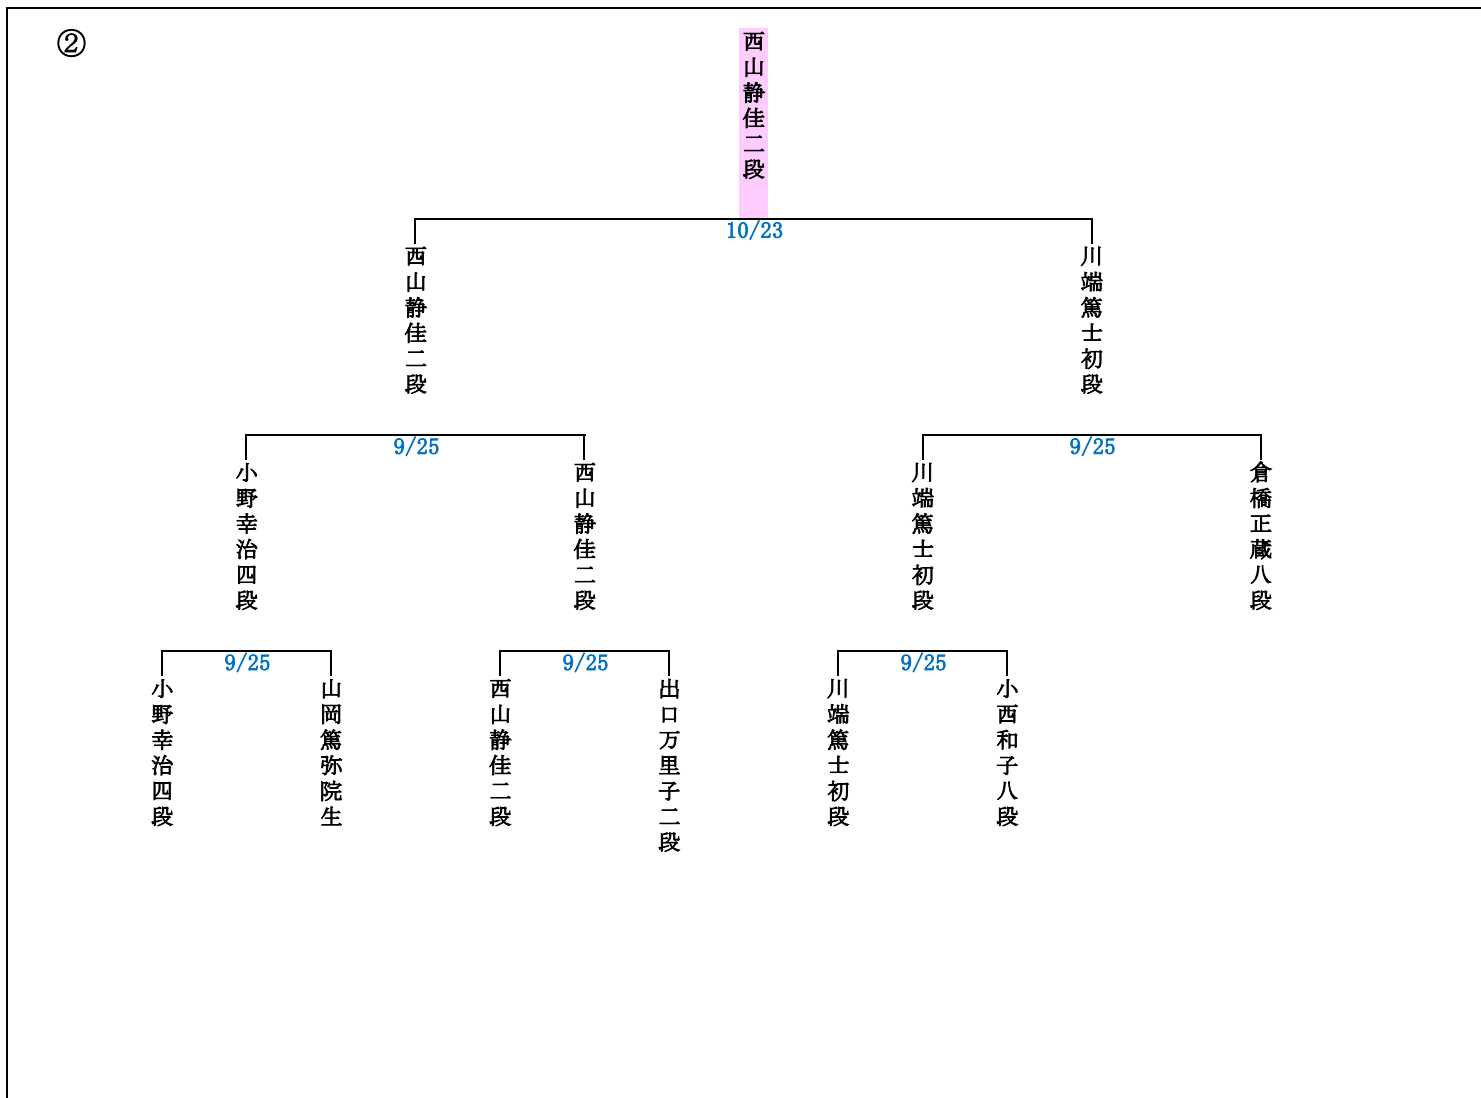 ②
西山静佳二段
10/23
西山静佳二段
川端篤士初段
9/25
9/25
小野幸治四段
西山静佳二段
川端篤士初段
倉橋正蔵八段
9/25
9/25
9/25
小野幸治四段
山岡篤弥院生
西山静佳二段
出口万里子二段
川端篤士初段
小西和子八段